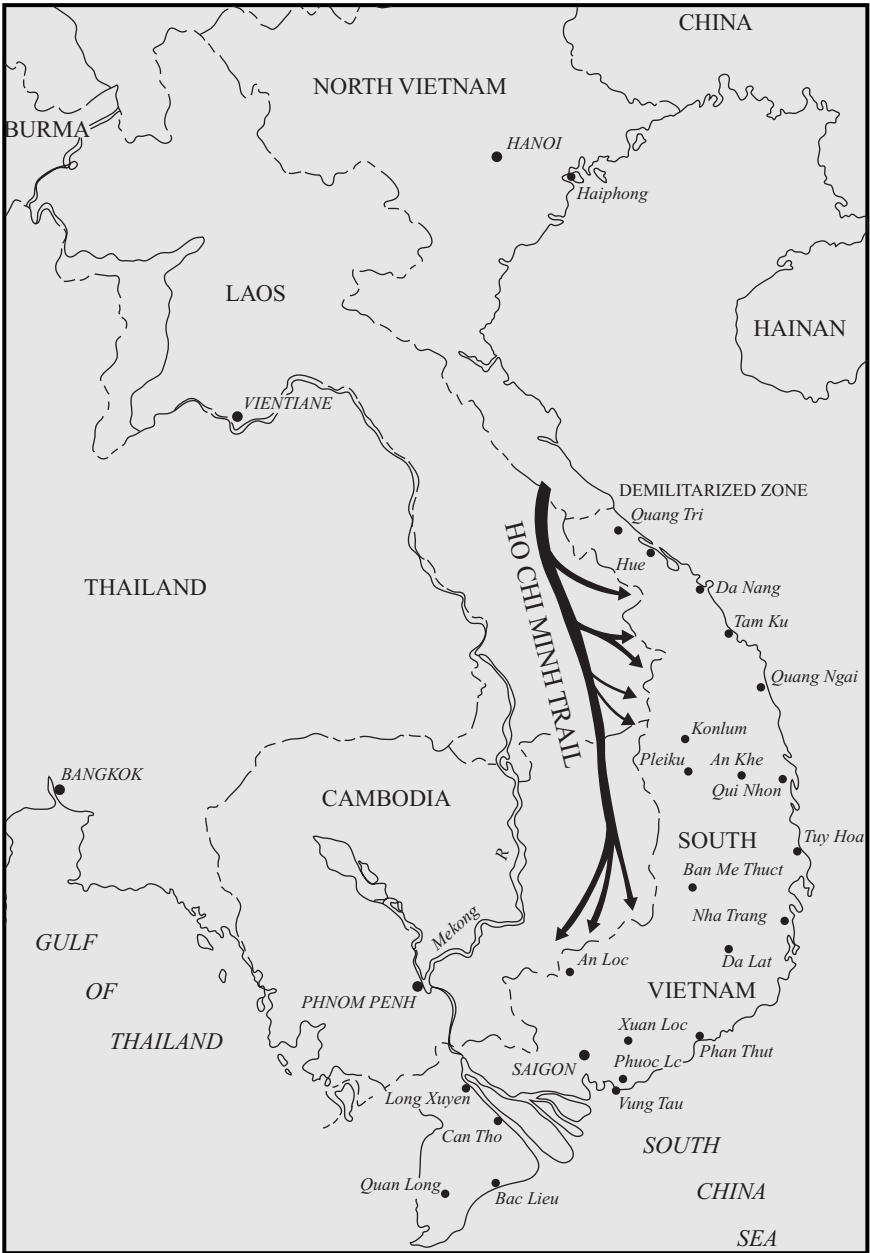 CHINA
NORTH VIETNAM
BURMA
HANOI
Haiphong
LAOS
HAINAN
VIENTIANE
DEMILITARIZED ZONE
Quang Tri
HO CHI MINH TRAIL
Hue
THAILAND
Da Nang
Tam Ku
Quang Ngai
Konlum
Pleiku
An Khe
BANGKOK
Qui Nhon
CAMBODIA
SOUTH
Tuy Hoa
R
Ban Me Thuct
Mekong
Nha Trang
GULF
An Loc
Da Lat
OF
PHNOM PENH
VIETNAM
THAILAND
Xuan Loc
Phan Thut
SAIGON
Phuoc Lc
Long Xuyen
Vung Tau
Can Tho
SOUTH
Quan Long
Bac Lieu
CHINA
SEA